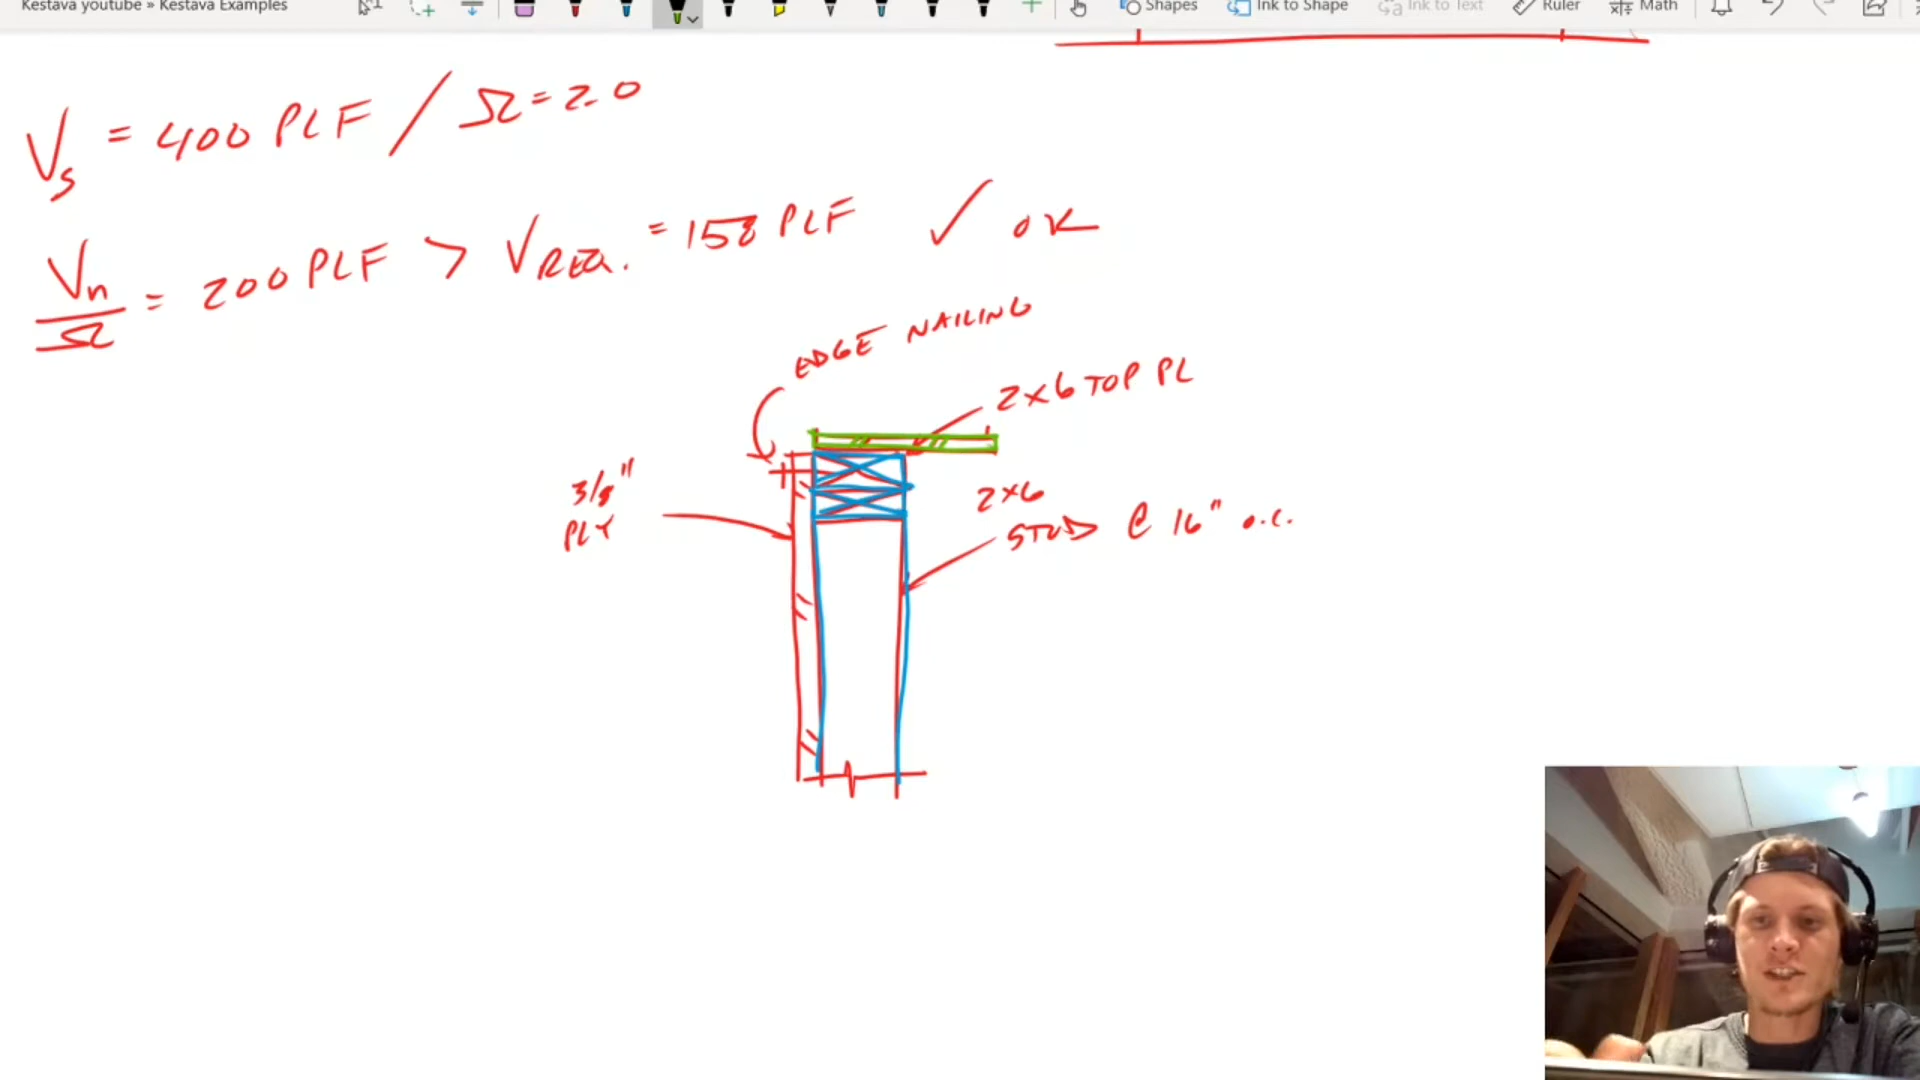 Kestava youtube » Kestava Examples
Shapes
Ink to Shape
Ink to Text
Ruler
Math
Vs = 400 PLF / Ω = 2.0
Vn/Ω = 200 PLF > VREQ. = 158 PLF ✓ OK
EDGE NAILING
2x6 TOP PL
3/8" PLY
2x6
STUD @ 16" o.c.